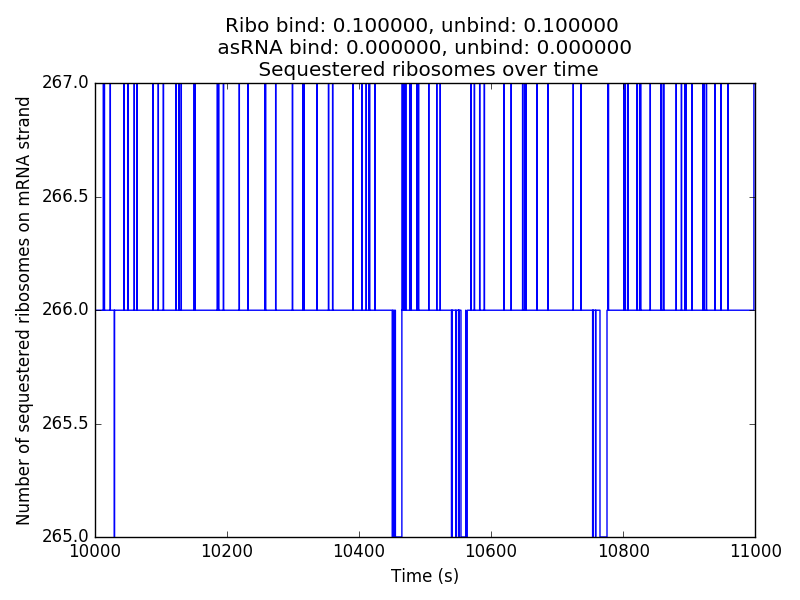 Ribo bind: 0.100000, unbind: 0.100000
asRNA bind: 0.000000, unbind: 0.000000
Sequestered ribosomes over time
Number of sequestered ribosomes on mRNA strand
267.0
266.5
266.0
265.5
265.0
10000 10200 10400 10600 10800 11000
Time (s)